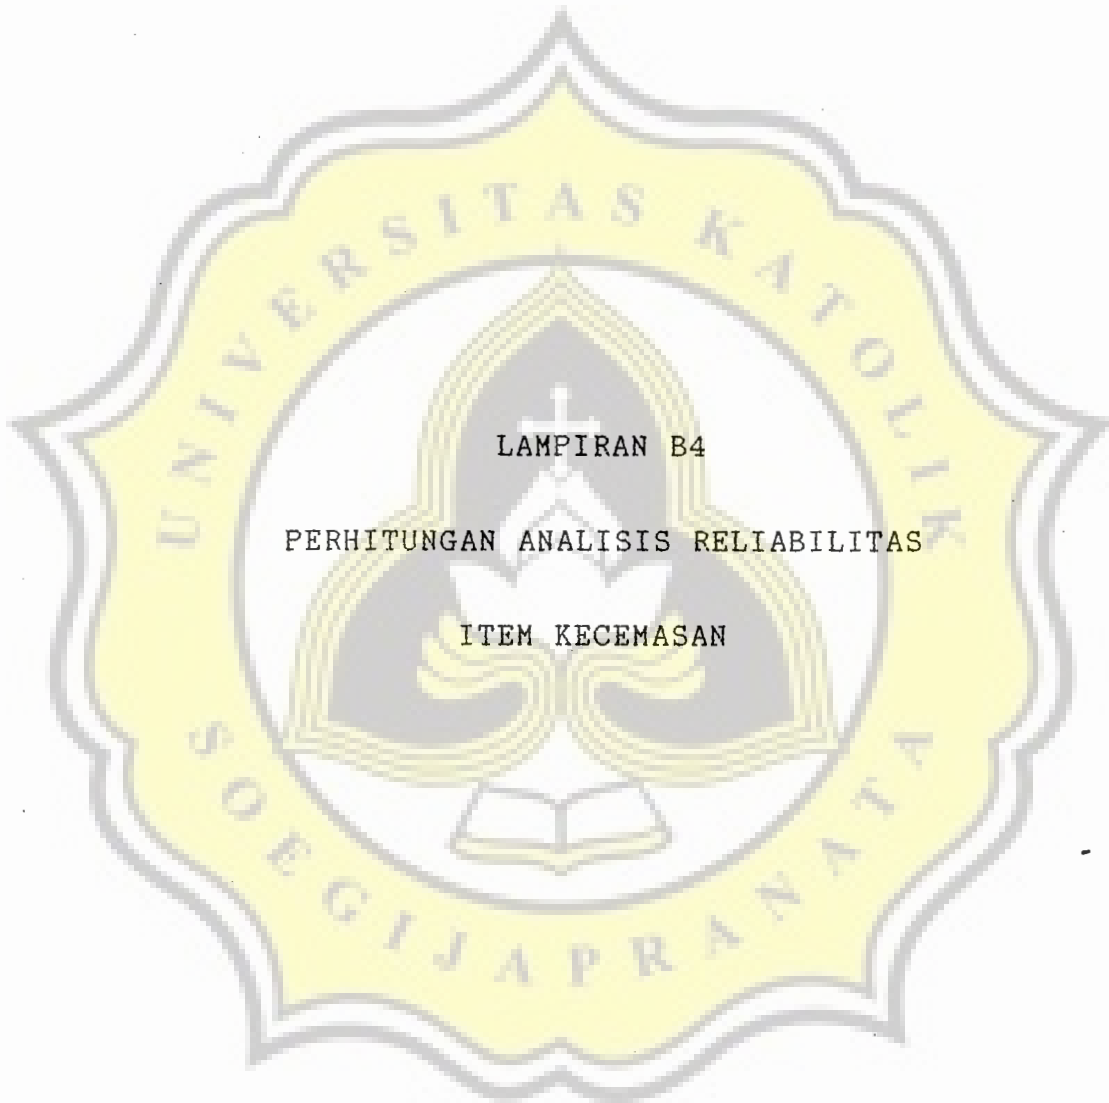 UNIVERSITAS KATOLIK
LAMPIRAN B4
PERHITUNGAN ANALISIS RELIABILITAS
ITEM KECEMASAN
SOEGIJAPRANATA